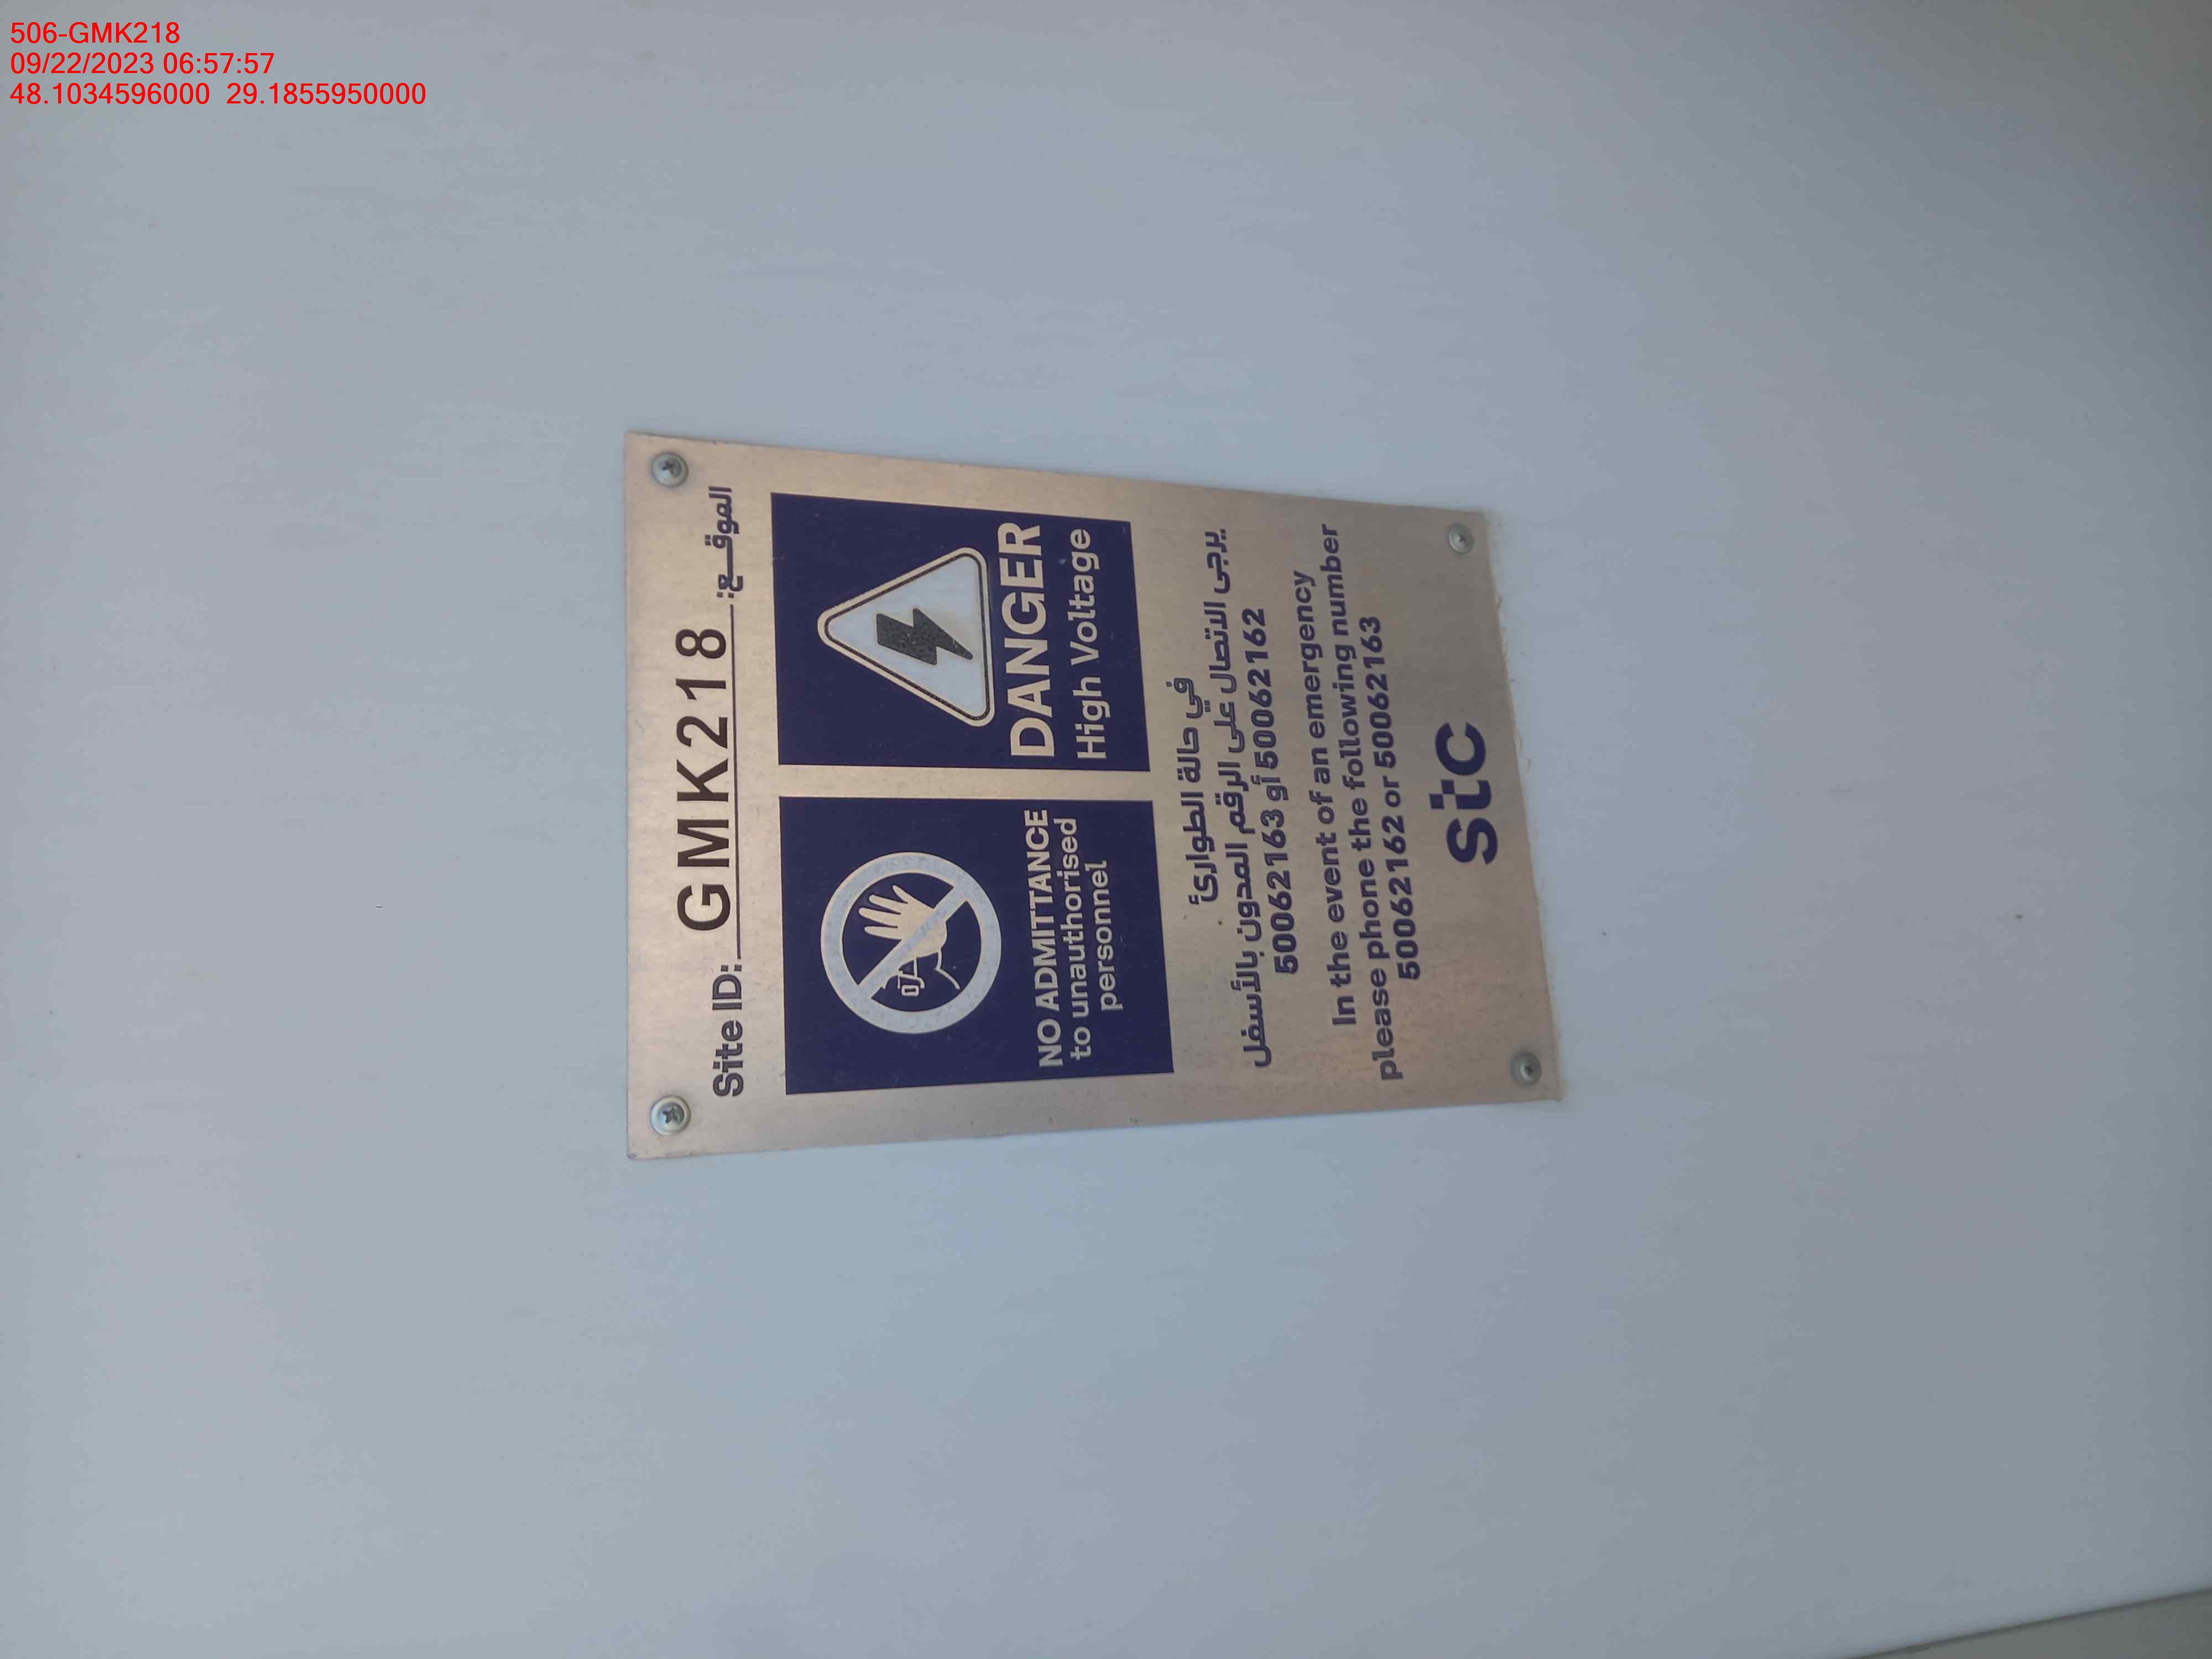 506-GMK218
09/22/2023 06:57:57
48.1034596000 29.1855950000
Site ID: GMK218 الموقع:
NO ADMITTANCE
to unauthorised
personnel
DANGER
High Voltage
في حالة الطوارئ
يرجى الاتصال على الرقم المدون بالأسفل
50062162 أو 50062163
In the event of an emergency
please phone the following number
50062162 or 50062163
stc